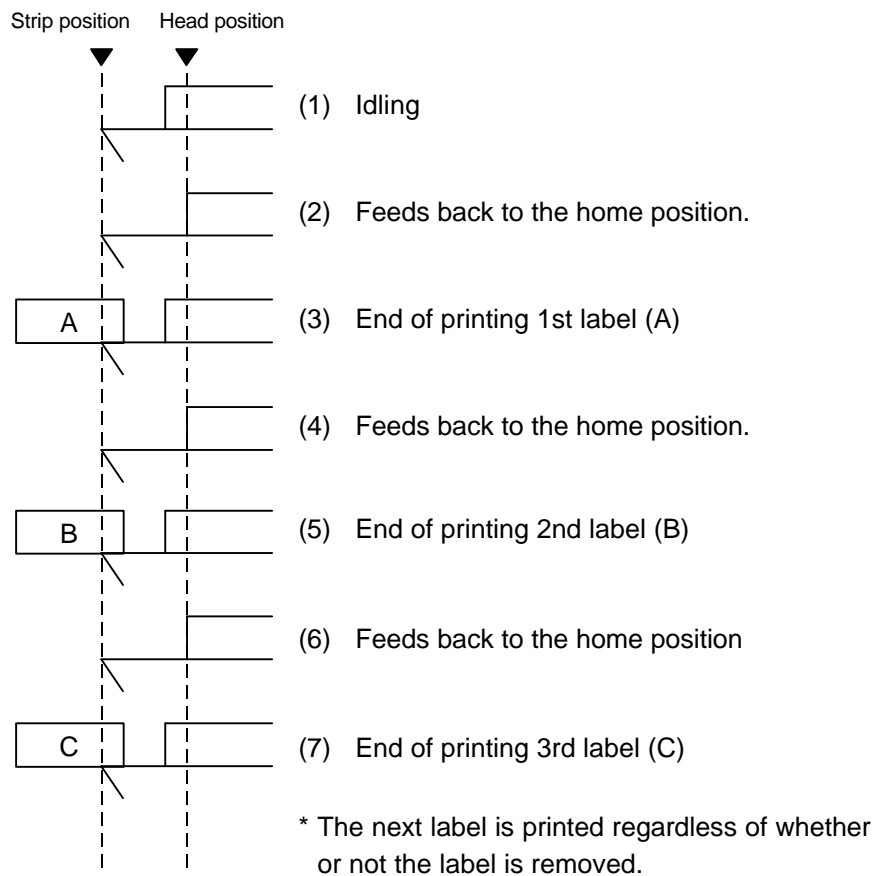 Strip position Head position
(1) Idling
(2) Feeds back to the home position.
A (3) End of printing 1st label (A)
(4) Feeds back to the home position.
B (5) End of printing 2nd label (B)
(6) Feeds back to the home position
C (7) End of printing 3rd label (C)
* The next label is printed regardless of whether
or not the label is removed.